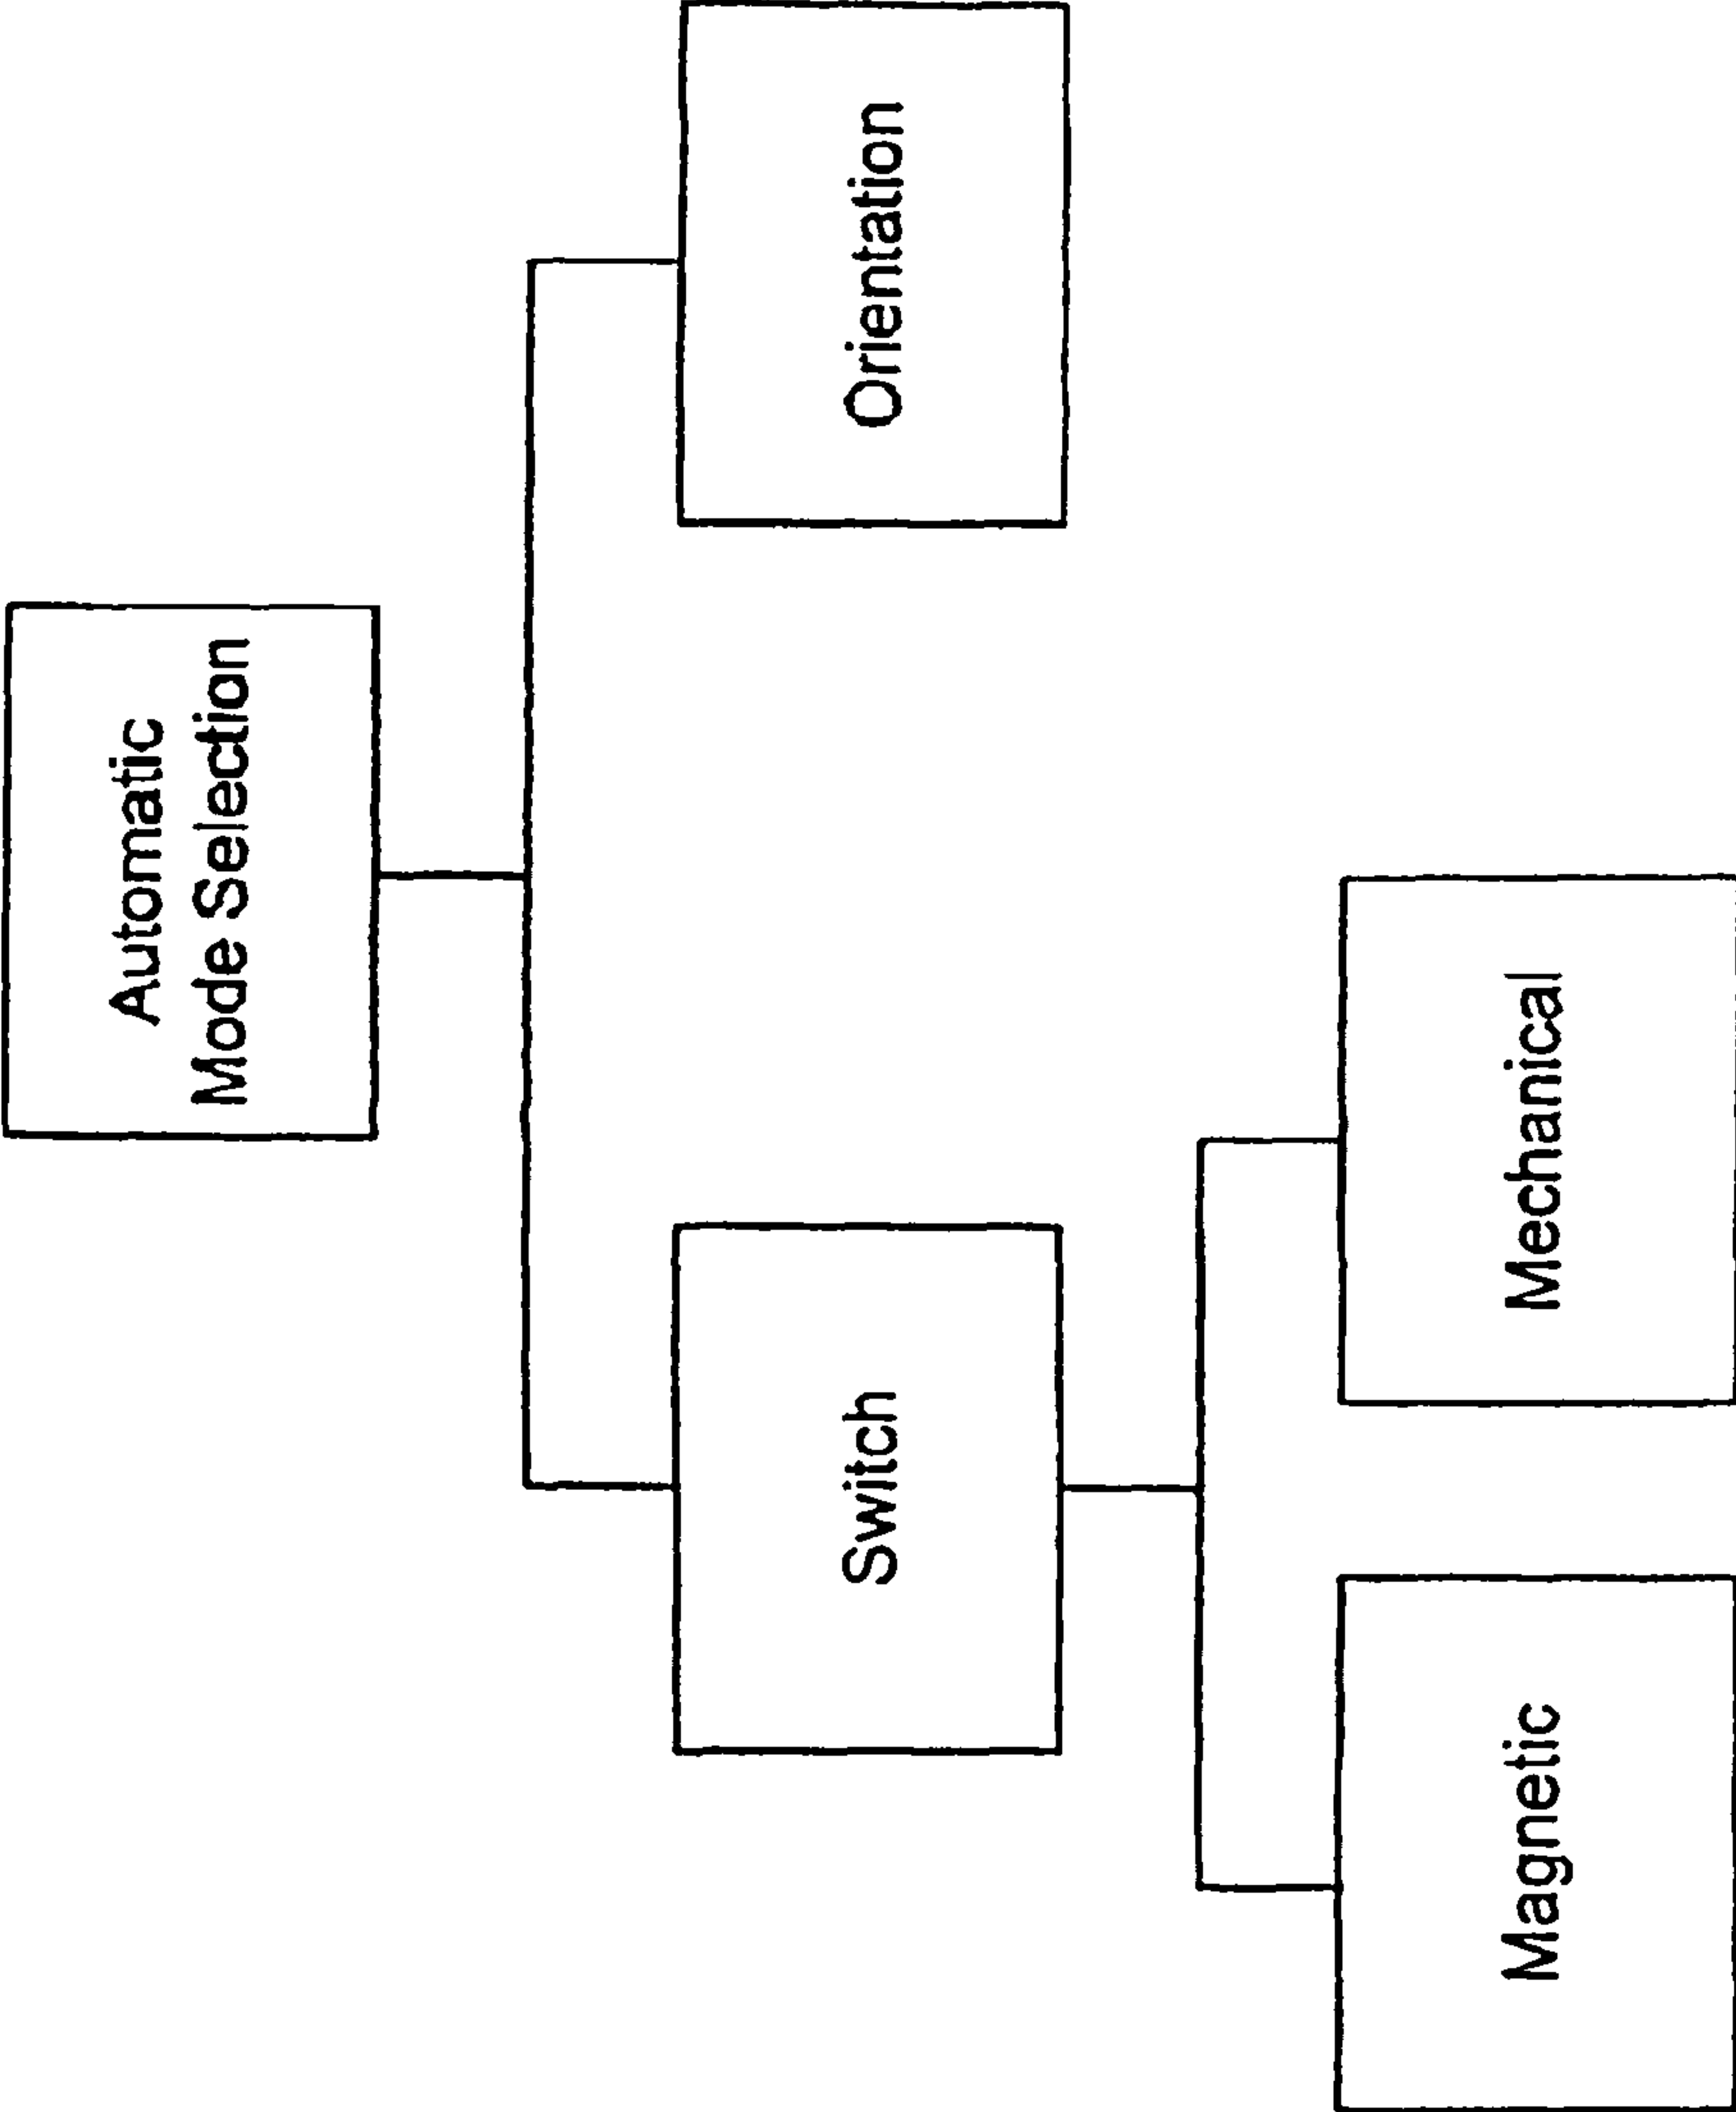 Automatic
Mode Selection
Switch
Orientation
Magnetic
Mechanical